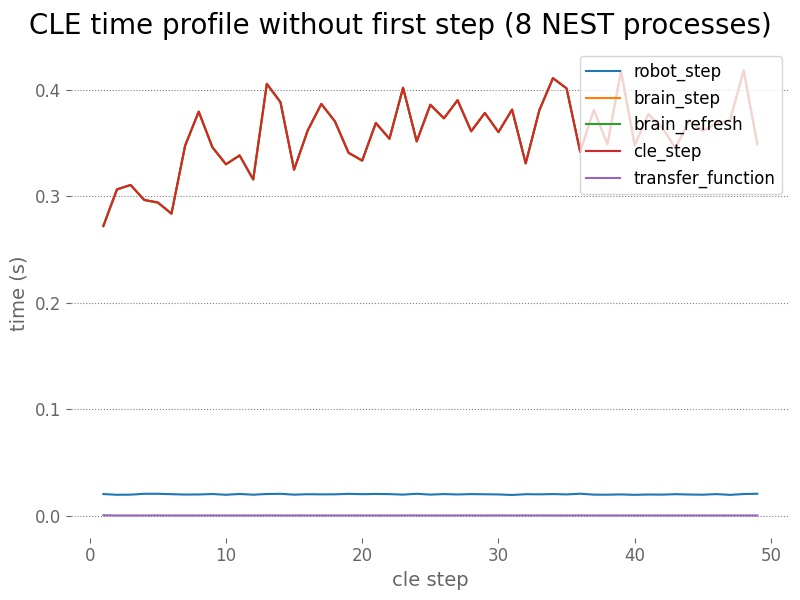 CLE time profile without first step (8 NEST processes)
robot_step
brain_step
brain_refresh
cle_step
transfer_function
time (s)
0.4
0.3
0.2
0.1
0.0
0 10 20 30 40 50
cle step